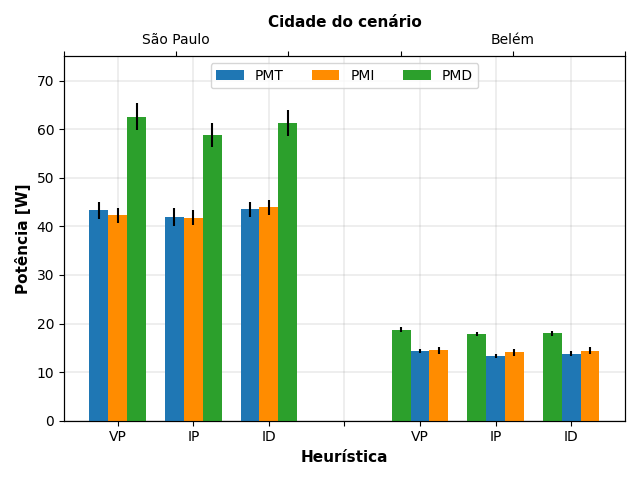 Cidade do cenário
São Paulo Belém
PMT PMI PMD
70
60
50
40
30
20
10
0
Potência [W]
VP IP ID VP IP ID
Heurística